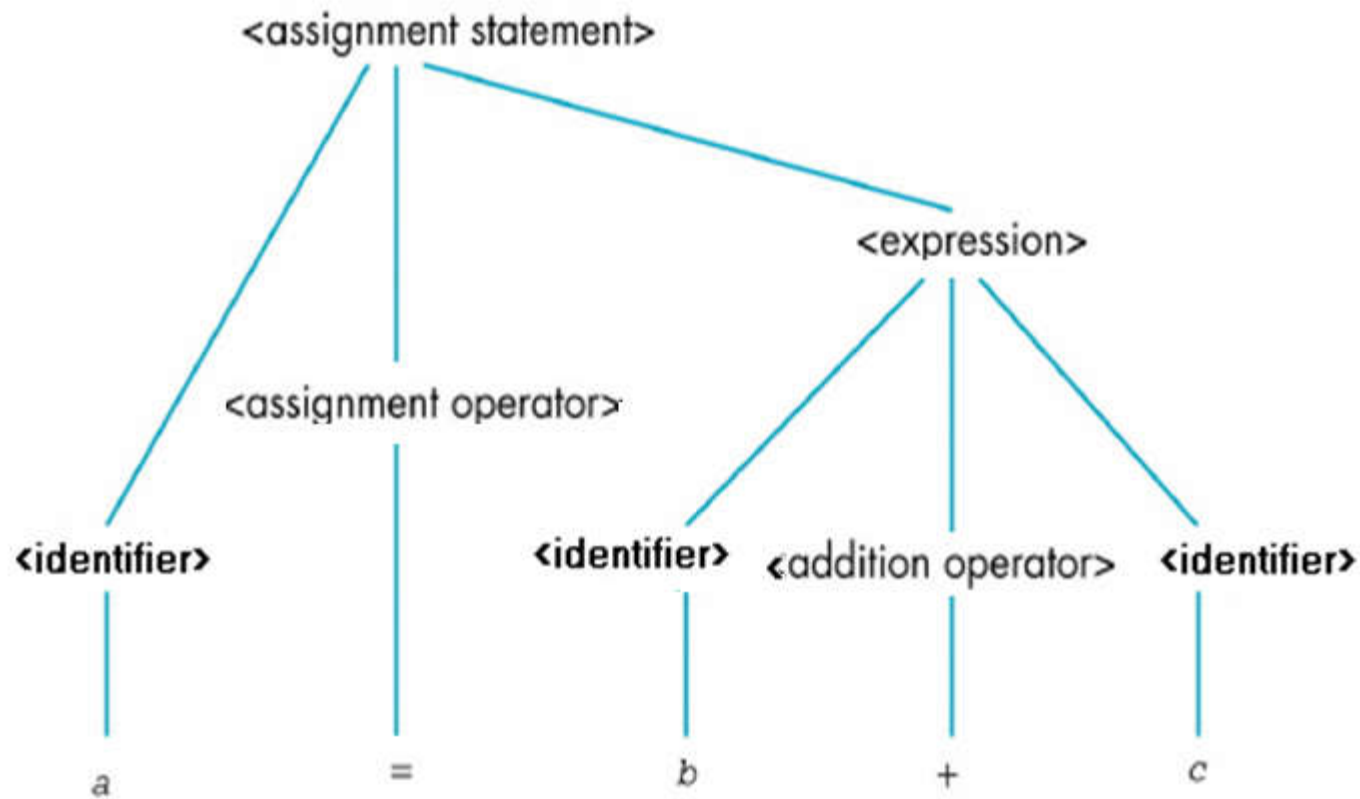 <assignment statement>
<expression>
<assignment operator>
<identifier> <identifier> <addition operator> <identifier>
a = b + c